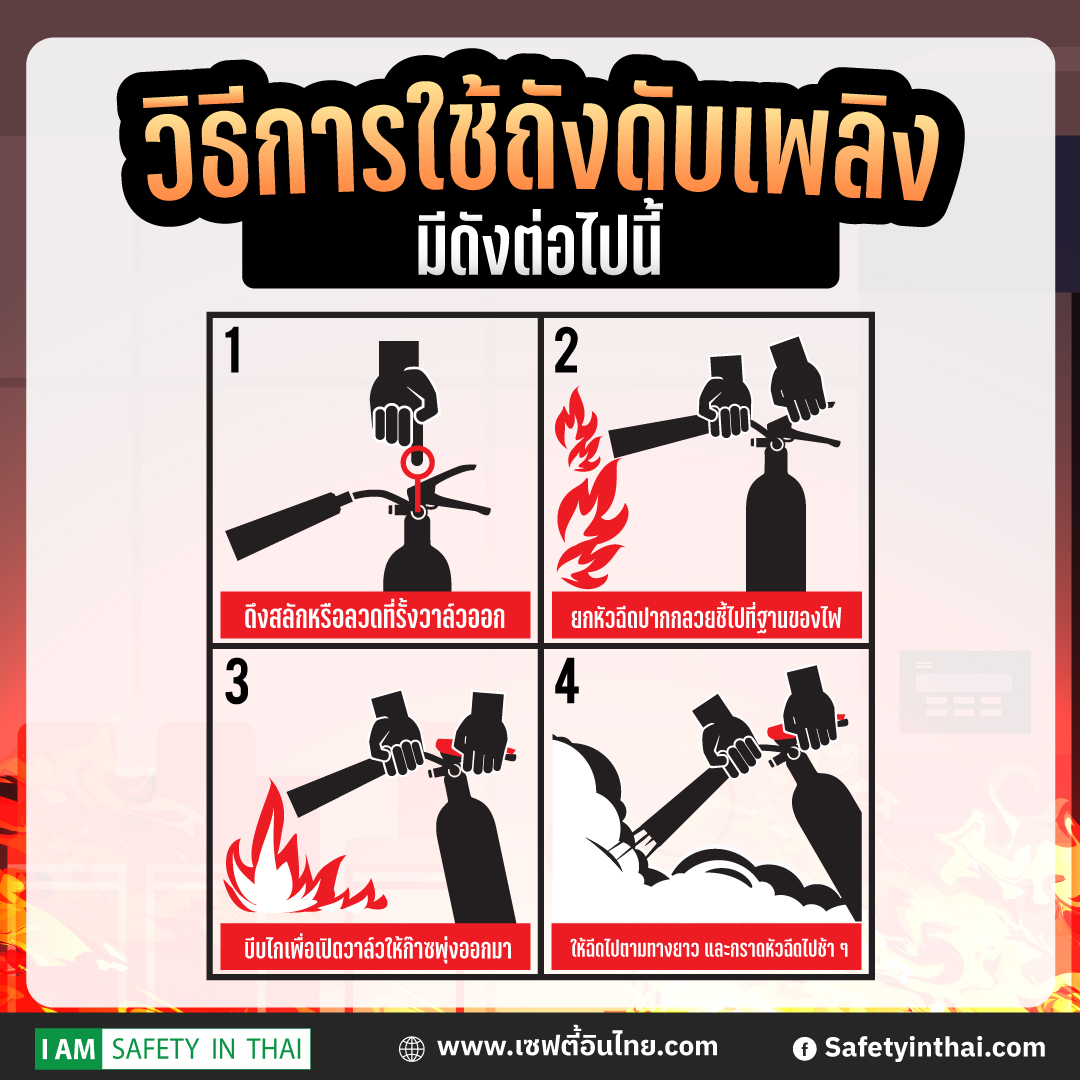 วิธีการใช้ถังดับเพลิง
มีดังต่อไปนี้
1
ดึงสลักหรือลวดที่รั้งวาล์วออก
2
ยกหัวฉีดปากกลวยชี้ไปที่ฐานของไฟ
3
บีบไกเพื่อเปิดวาล์วให้ก๊าซพุ่งออกมา
4
ให้ฉีดไปตามทางยาว และกราดหัวฉีดไปช้า ๆ
I AM SAFETY IN THAI
www.เซฟตี้อินไทย.com
Safetyinthai.com